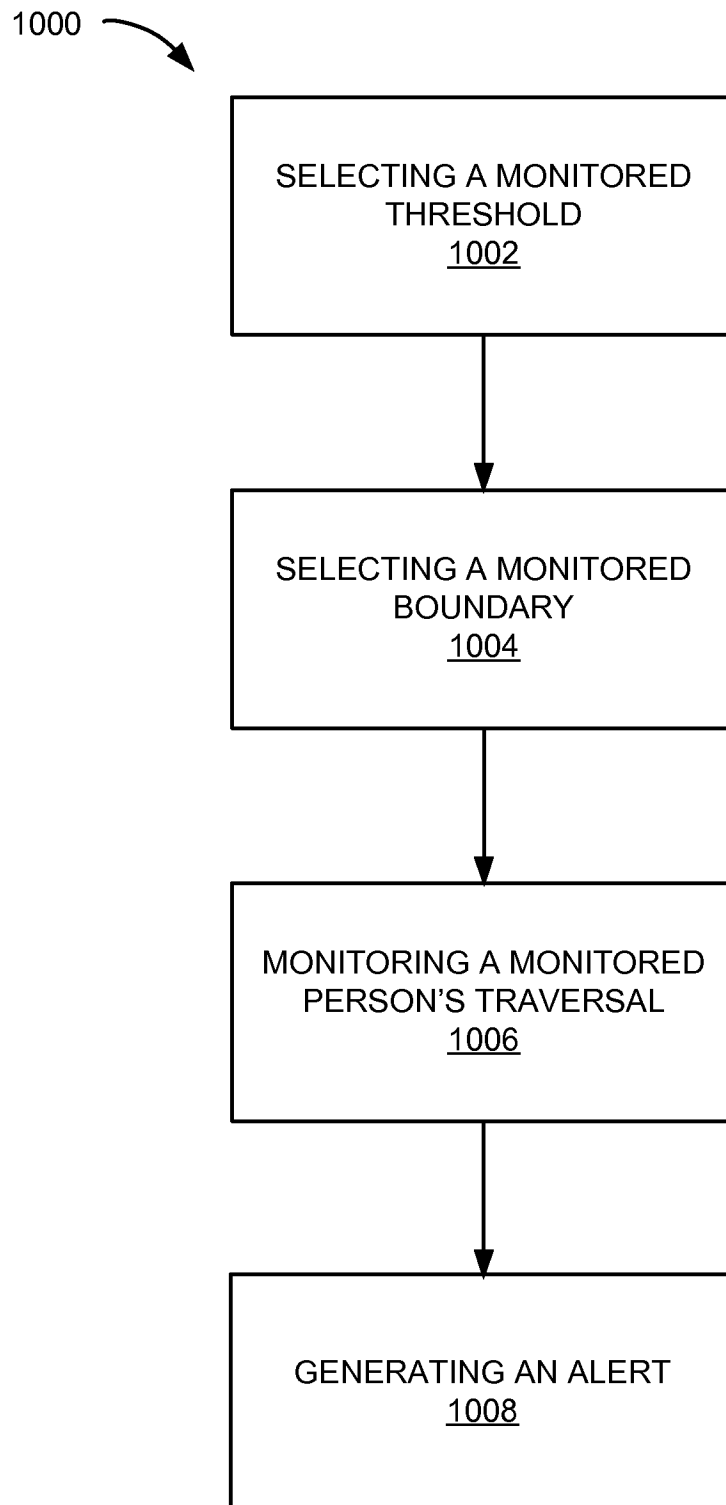 1000
SELECTING A MONITORED
THRESHOLD
1002
SELECTING A MONITORED
BOUNDARY
1004
MONITORING A MONITORED
PERSON'S TRAVERSAL
1006
GENERATING AN ALERT
1008